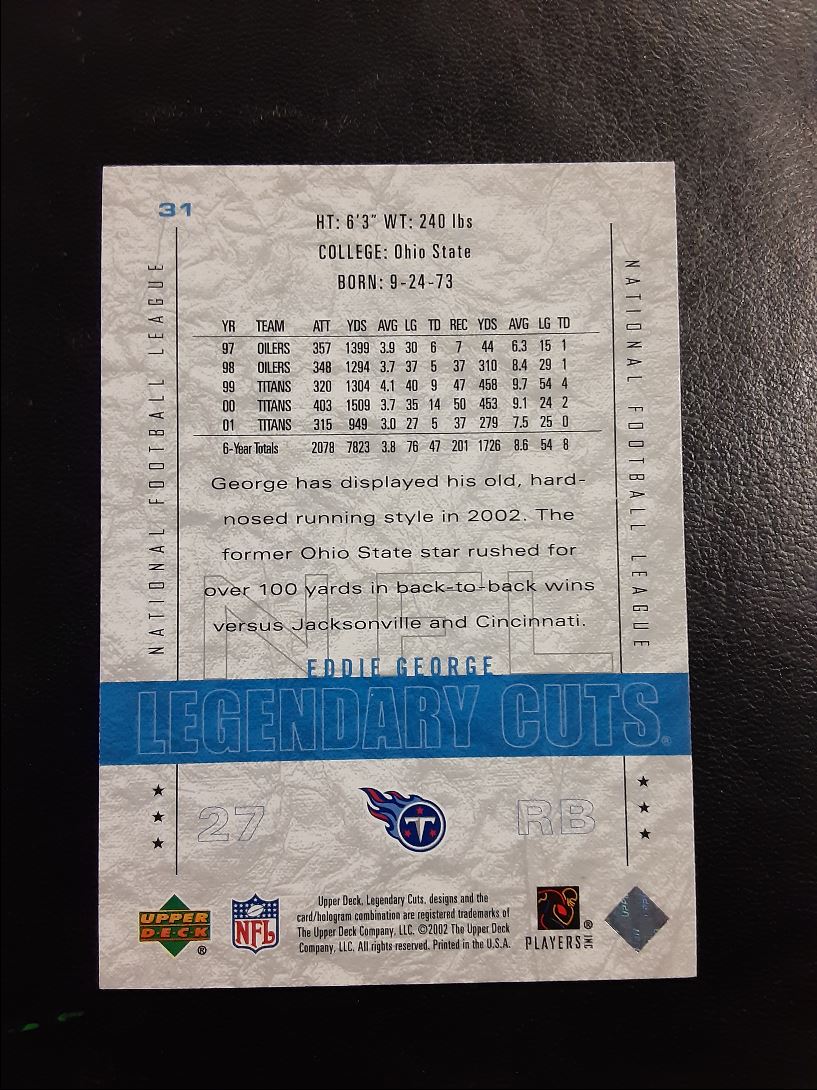 31
HT: 6'3" WT: 240 lbs
COLLEGE: Ohio State
BORN: 9-24-73
NATIONAL FOOTBALL LEAGUE
NATIONAL FOOTBALL LEAGUE
YR TEAM ATT YDS AVG LG TD REC YDS AVG LG TD
97 OILERS 357 1399 3.9 30 6 7 44 6.3 15 1
98 OILERS 348 1294 3.7 37 5 37 310 8.4 29 1
99 TITANS 320 1304 4.1 40 9 47 458 9.7 54 4
00 TITANS 403 1509 3.7 35 14 50 453 9.1 24 2
01 TITANS 315 949 3.0 27 5 37 279 7.5 25 0
6-Year Totals 2078 7823 3.8 76 47 201 1726 8.6 54 8
George has displayed his old, hard-
nosed running style in 2002. The
former Ohio State star rushed for
over 100 yards in back-to-back wins
versus Jacksonville and Cincinnati.
NFL
EDDIE GEORGE
LEGENDARY CUTS®
27 T RB
UPPER
D·E·C·K
®
NFL
Upper Deck, Legendary Cuts, designs and the
card/hologram combination are registered trademarks of
The Upper Deck Company, LLC. ©2002 The Upper Deck
Company, LLC. All rights reserved. Printed in the U.S.A.
PLAYERS INC®